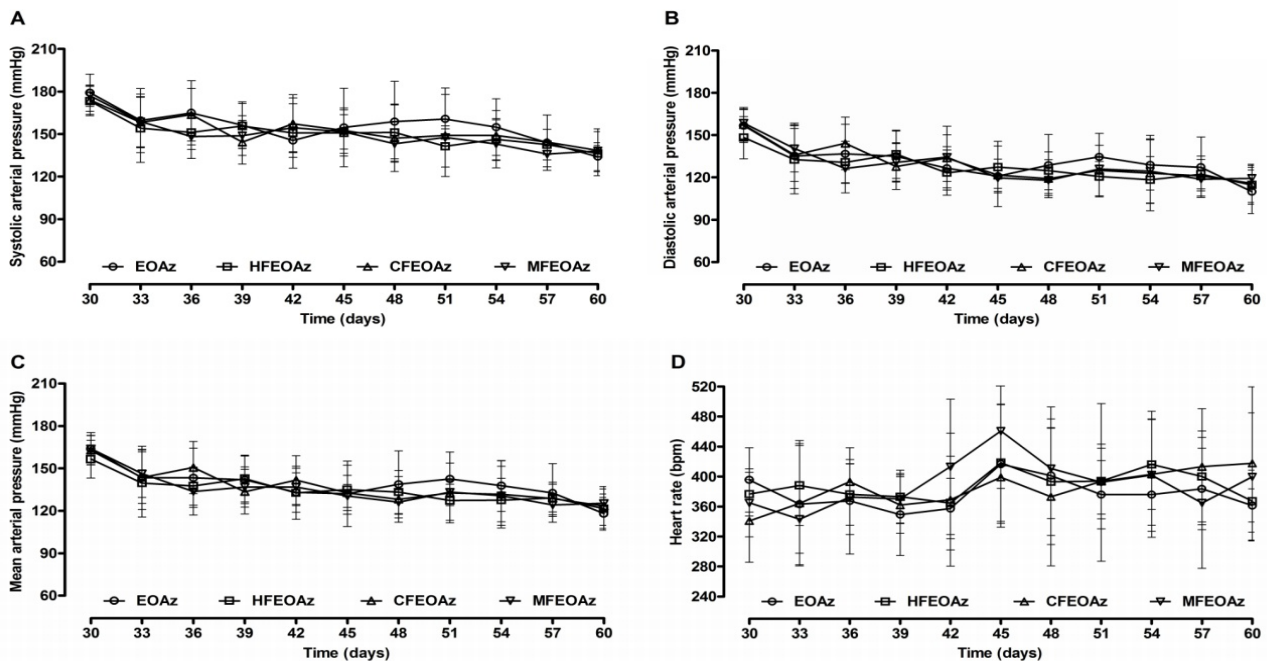 A
Systolic arterial pressure (mmHg)
210
180
150
120
90
60
EOAz HFEOAz CFEOAz MFEOAz
30 33 36 39 42 45 48 51 54 57 60
Time (days)
B
Diastolic arterial pressure (mmHg)
210
180
150
120
90
60
EOAz HFEOAz CFEOAz MFEOAz
30 33 36 39 42 45 48 51 54 57 60
Time (days)
C
Mean arterial pressure (mmHg)
210
180
150
120
90
60
EOAz HFEOAz CFEOAz MFEOAz
30 33 36 39 42 45 48 51 54 57 60
Time (days)
D
Heart rate (bpm)
520
480
440
400
360
320
280
240
EOAz HFEOAz CFEOAz MFEOAz
30 33 36 39 42 45 48 51 54 57 60
Time (days)